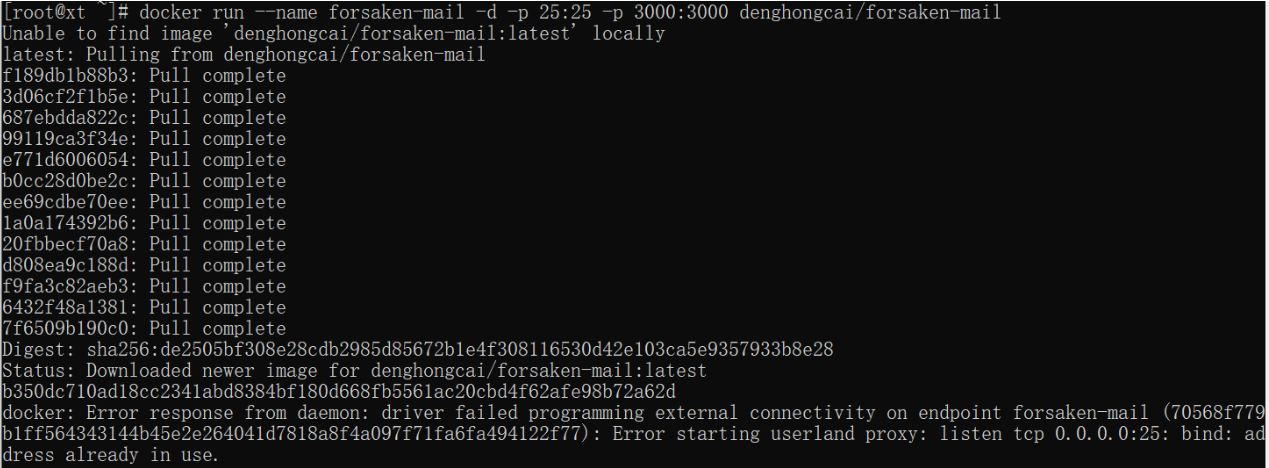 [root@xt ~]# docker run --name forsaken-mail -d -p 25:25 -p 3000:3000 denghongcai/forsaken-mail
Unable to find image 'denghongcai/forsaken-mail:latest' locally
latest: Pulling from denghongcai/forsaken-mail
f189db1b88b3: Pull complete
3d06cf2f1b5e: Pull complete
687ebdda822c: Pull complete
99119ca3f34e: Pull complete
e771d6006054: Pull complete
b0cc28d0be2c: Pull complete
ee69cdbe70ee: Pull complete
1a0a174392b6: Pull complete
20fbbecf70a8: Pull complete
d808ea9c188d: Pull complete
f9fa3c82aeb3: Pull complete
6432f48a1381: Pull complete
7f6509b190c0: Pull complete
Digest: sha256:de2505bf308e28cdb2985d85672b1e4f308116530d42e103ca5e9357933b8e28
Status: Downloaded newer image for denghongcai/forsaken-mail:latest
b350dc710ad18cc2341abd8384bf180d668fb5561ac20cbd4f62afe98b72a62d
docker: Error response from daemon: driver failed programming external connectivity on endpoint forsaken-mail (70568f779
b1ff564343144b45e2e264041d7818a8f4a097f71fa6fa494122f77): Error starting userland proxy: listen tcp 0.0.0.0:25: bind: ad
dress already in use.